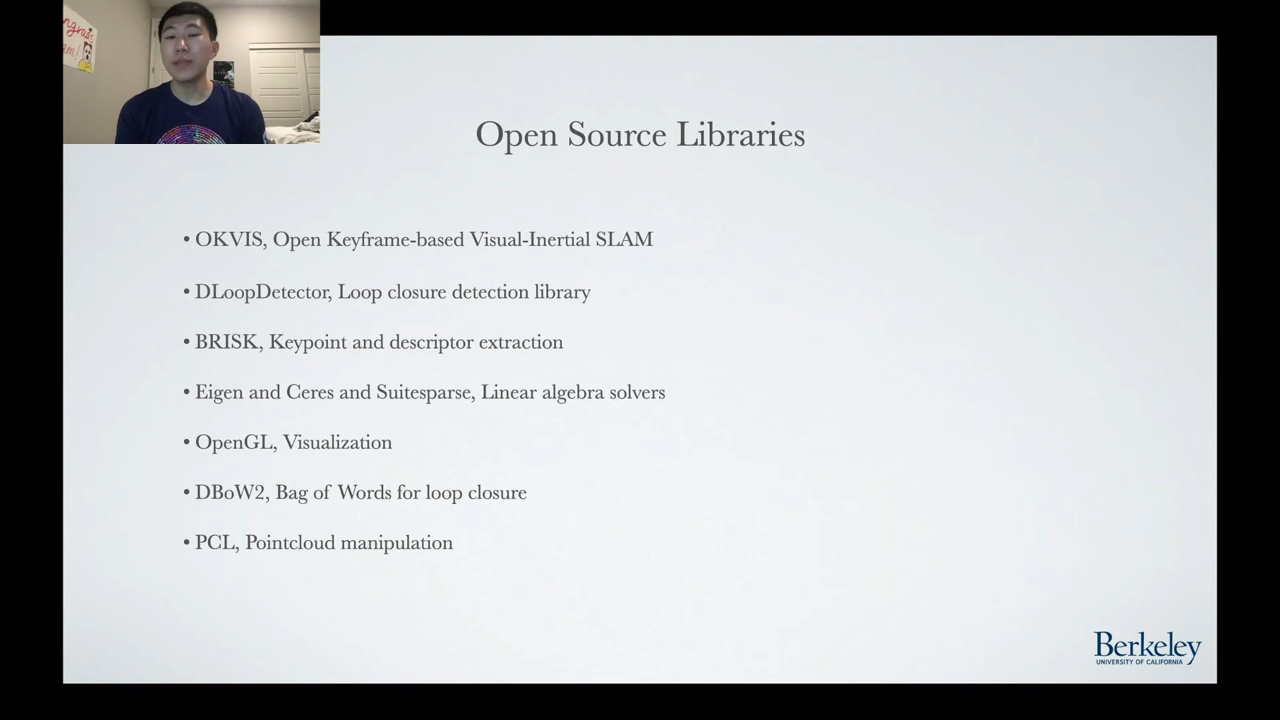 Open Source Libraries
• OKVIS, Open Keyframe-based Visual-Inertial SLAM
• DLoopDetector, Loop closure detection library
• BRISK, Keypoint and descriptor extraction
• Eigen and Ceres and Suitesparse, Linear algebra solvers
• OpenGL, Visualization
• DBoW2, Bag of Words for loop closure
• PCL, Pointcloud manipulation
Berkeley
UNIVERSITY OF CALIFORNIA